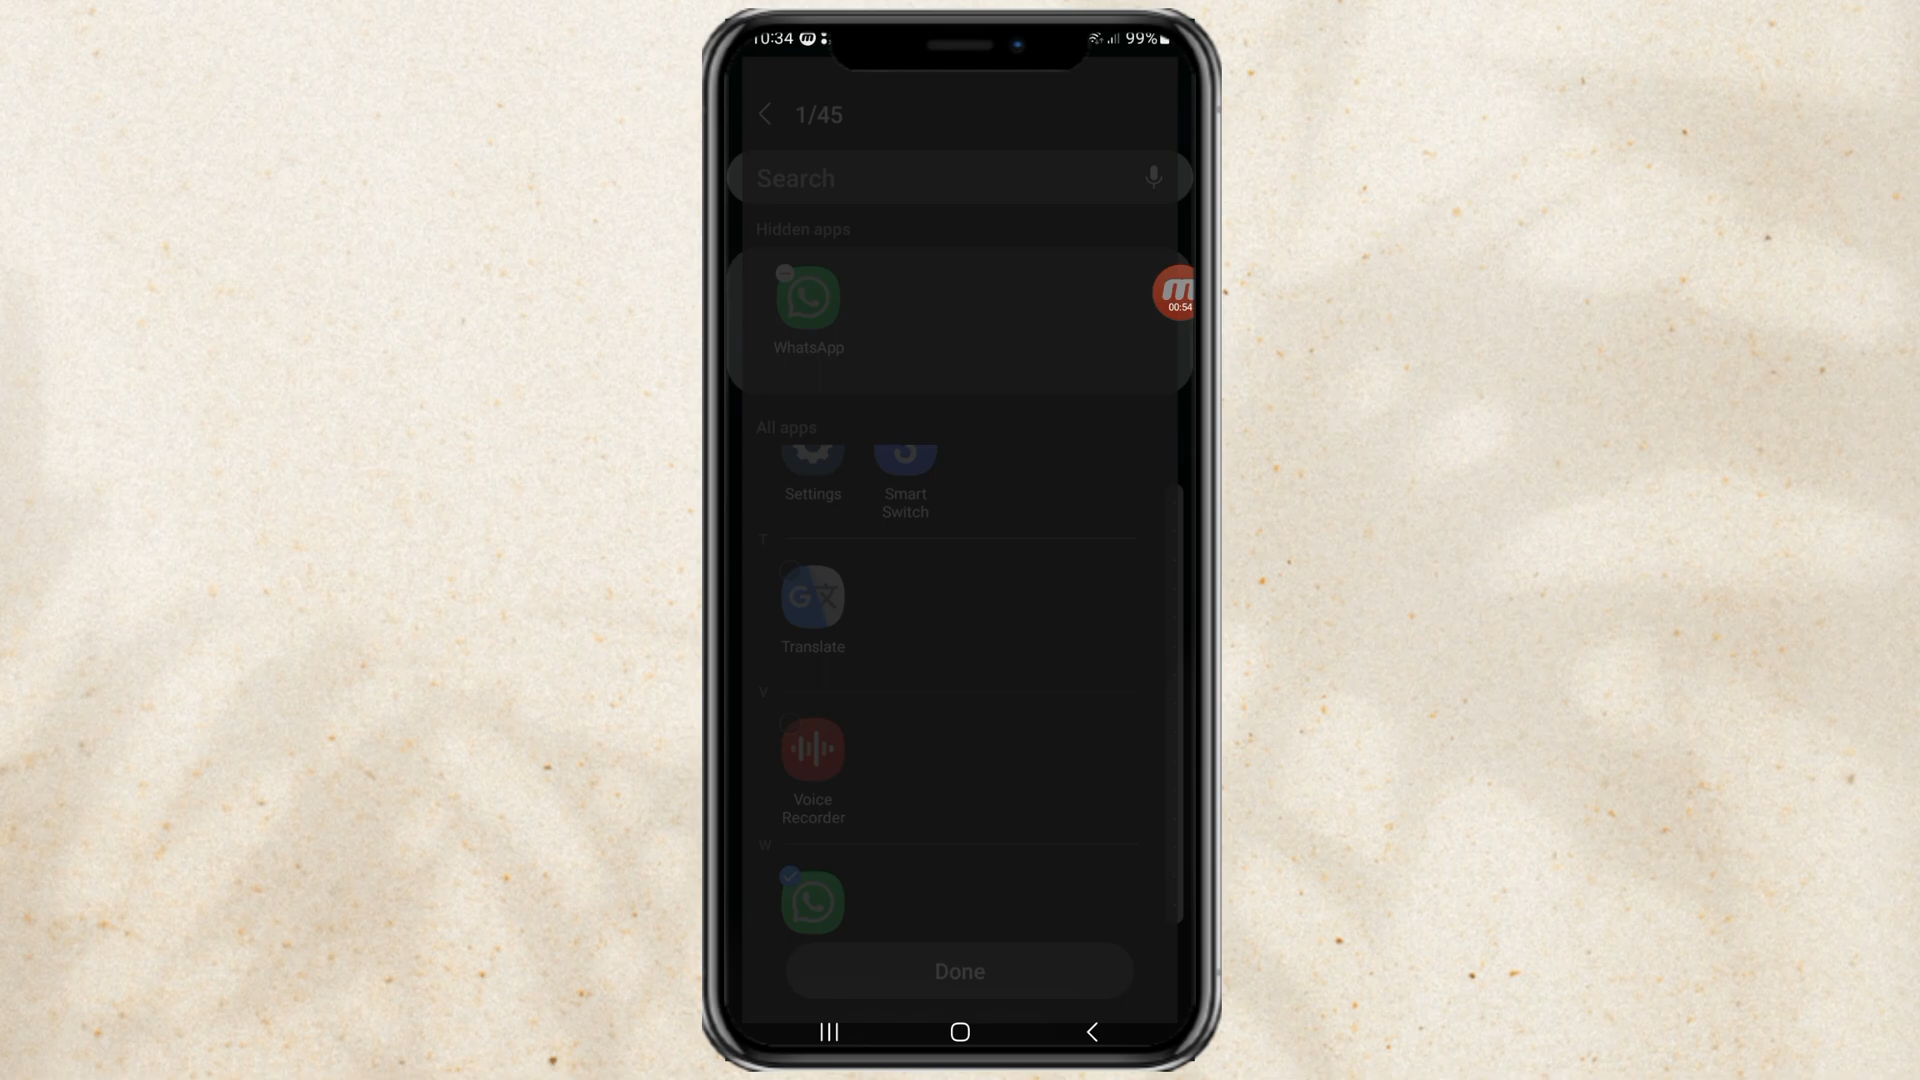 10:34
99%
1/45
Search
Hidden apps
00:54
WhatsApp
All apps
Settings
Smart
Switch
T
Translate
V
Voice
Recorder
W
Done